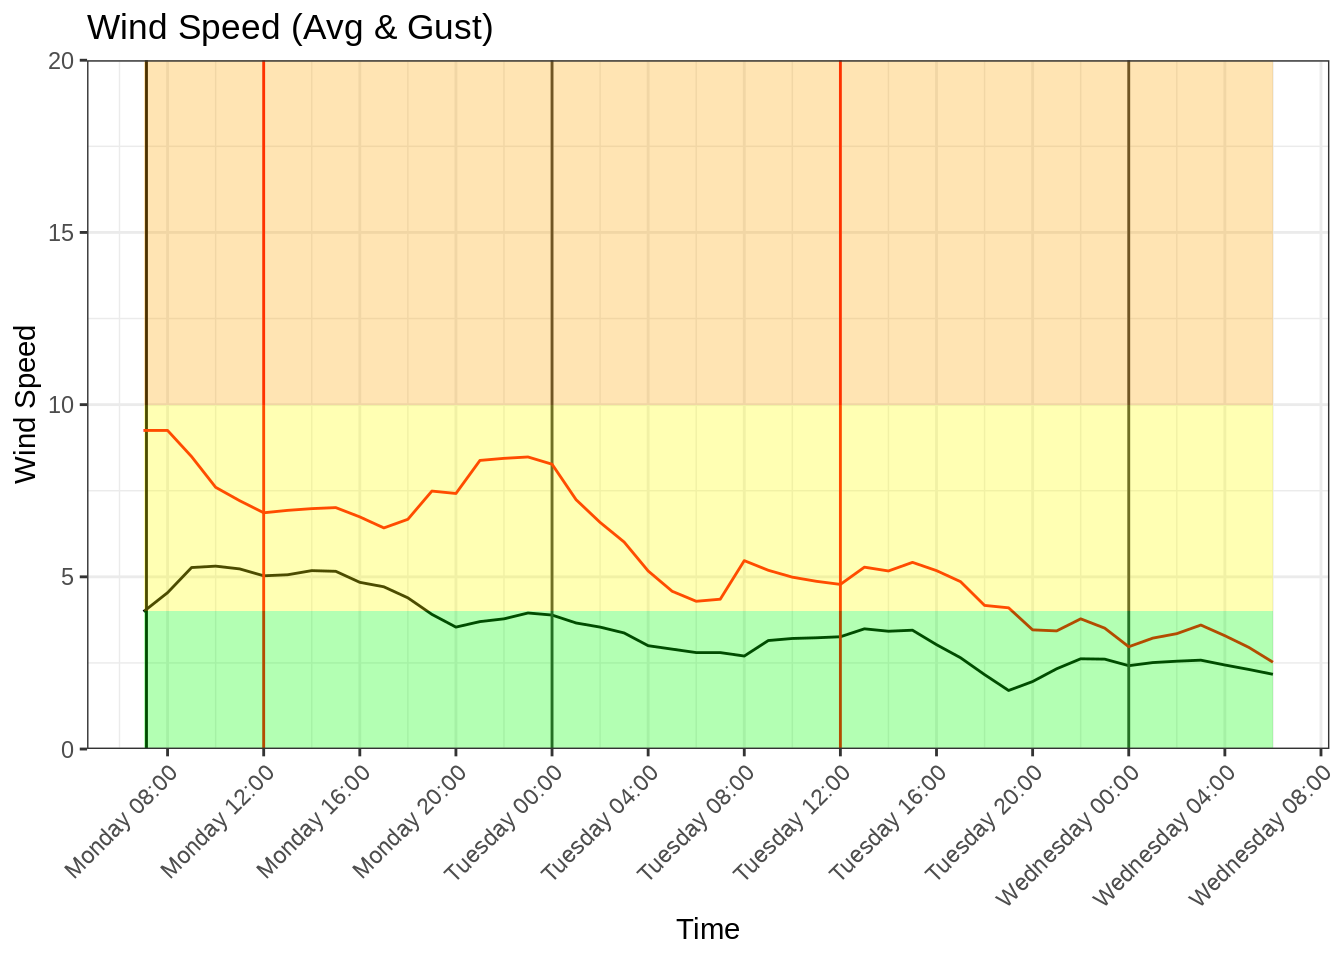 Wind Speed (Avg & Gust)
20
15
10
5
0
Wind Speed
Monday 08:00
Monday 12:00
Monday 16:00
Monday 20:00
Tuesday 00:00
Tuesday 04:00
Tuesday 08:00
Tuesday 12:00
Tuesday 16:00
Tuesday 20:00
Wednesday 00:00
Wednesday 04:00
Wednesday 08:00
Time